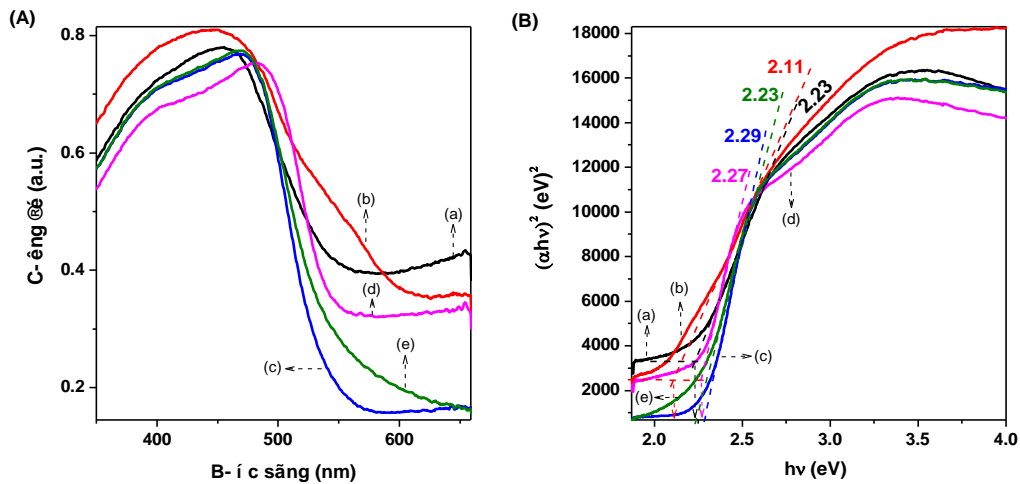 (A)
C- êng ®é (a.u.)
0.8
0.6
0.4
0.2
400
500
600
B- í c sãng (nm)
(b)
(a)
(d)
(c)
(e)
(B)
(αhν)² (eV)²
16000
14000
12000
10000
8000
6000
4000
2000
2.0
2.5
3.0
3.5
4.0
hν (eV)
2.11
2.23
2.23
2.29
2.27
(d)
(b)
(a)
(c)
(e)